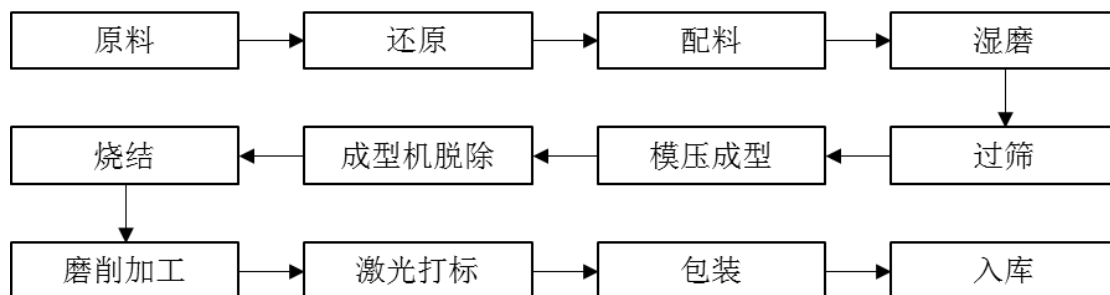 原料
还原
配料
湿磨
过筛
模压成型
成型机脱除
烧结
磨削加工
激光打标
包装
入库